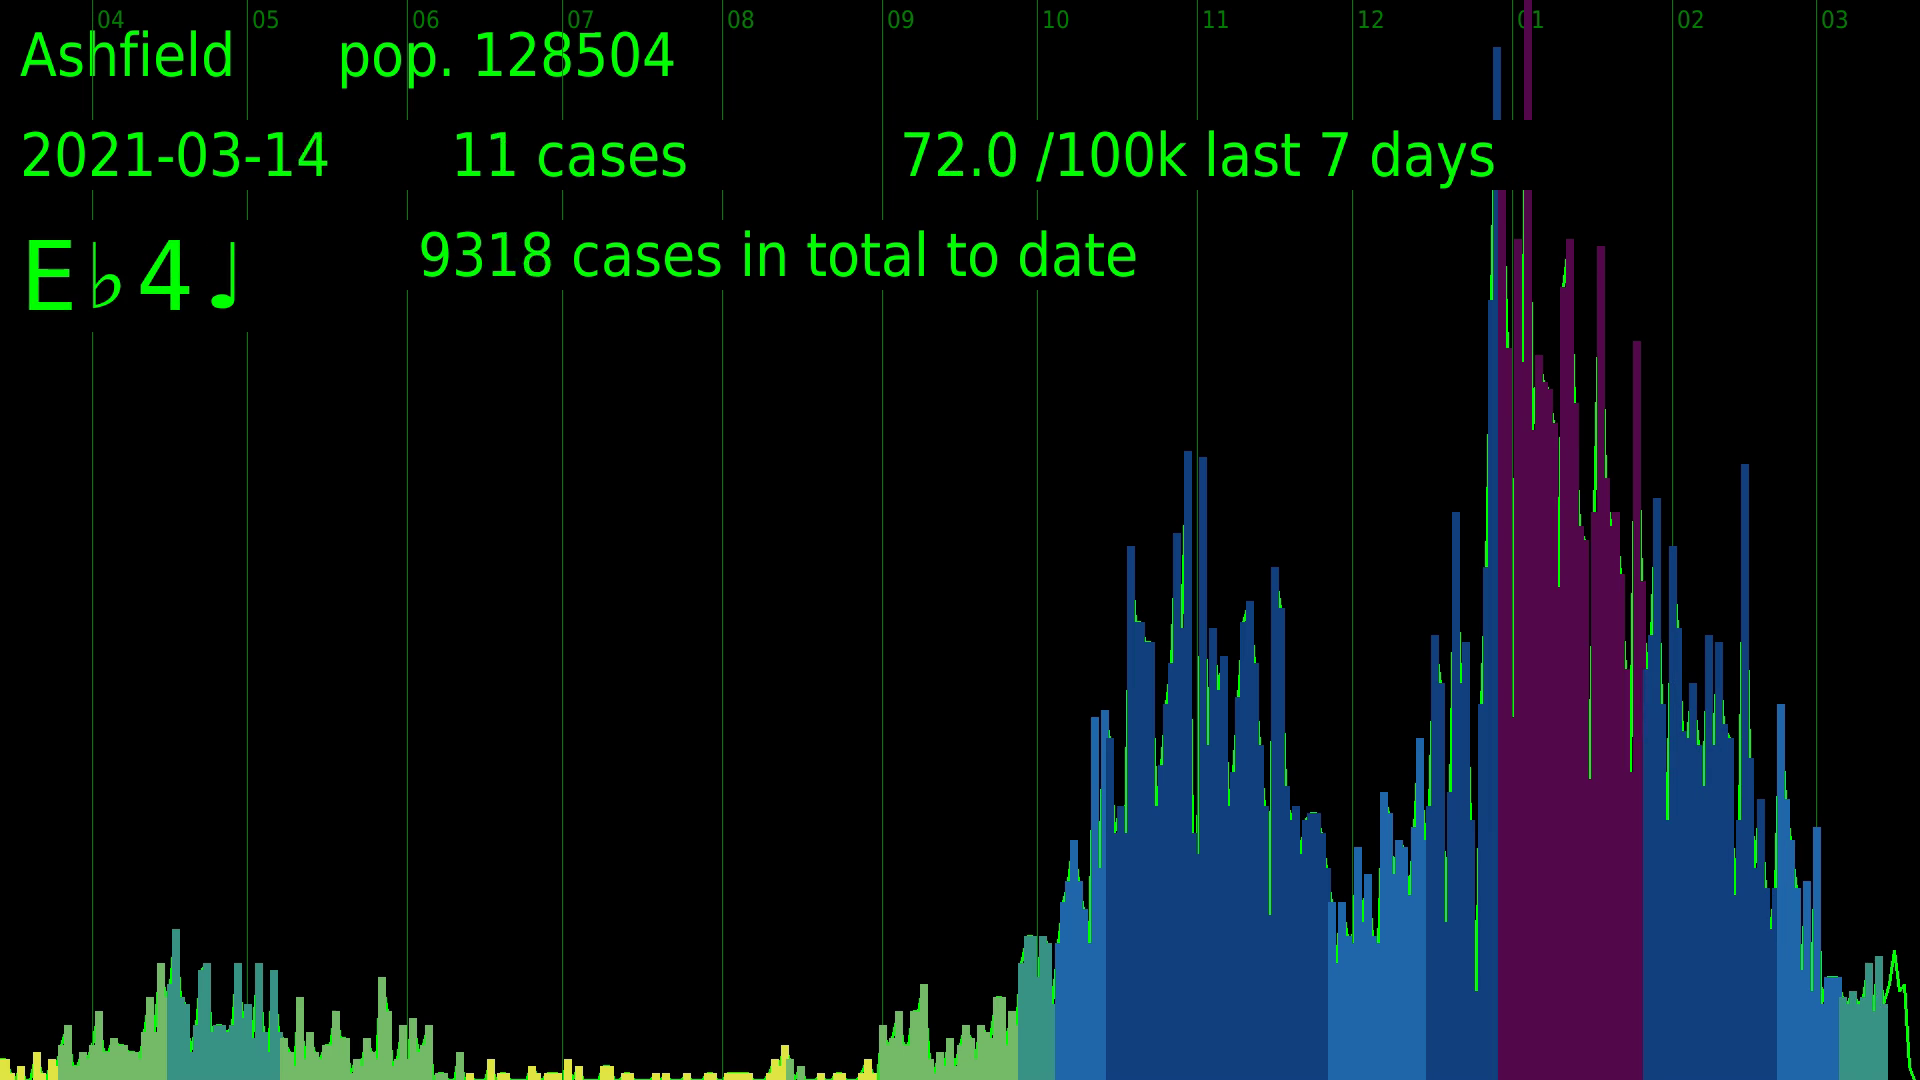 04 05 06 07 08 09 10 11 12 01 02 03
Ashfield pop. 128504
2021-03-14 11 cases 72.0 /100k last 7 days
E♭4♩ 9318 cases in total to date